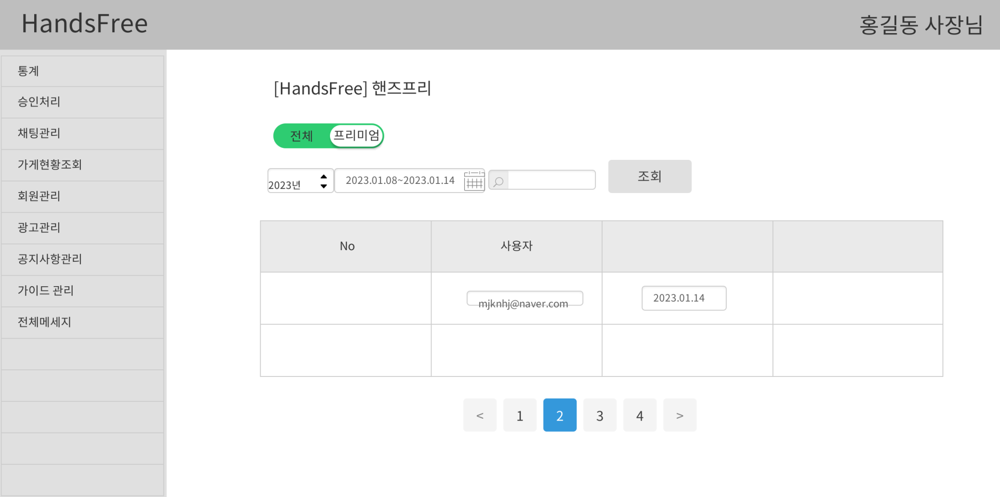 HandsFree
홍길동 사장님
통계
승인처리
채팅관리
가게현황조회
회원관리
광고관리
공지사항관리
가이드 관리
전체메세지
[HandsFree] 핸즈프리
전체 프리미엄
2023년 2023.01.08~2023.01.14 조회
No 사용자
mjknhj@naver.com 2023.01.14
< 1 2 3 4 >